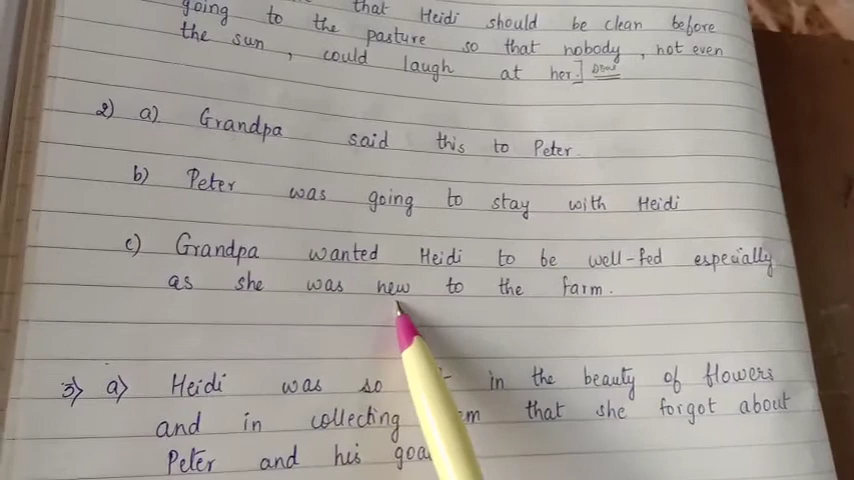 that Heidi should be clean before
going to the pasture so that nobody, not even
the sun, could laugh at her.]
2) a) Grandpa said this to Peter.
b) Peter was going to stay with Heidi
c) Grandpa wanted Heidi to be well-fed especially
as she was new to the farm.
3) a) Heidi was so in the beauty of flowers
and in collecting that she forgot about
Peter and his